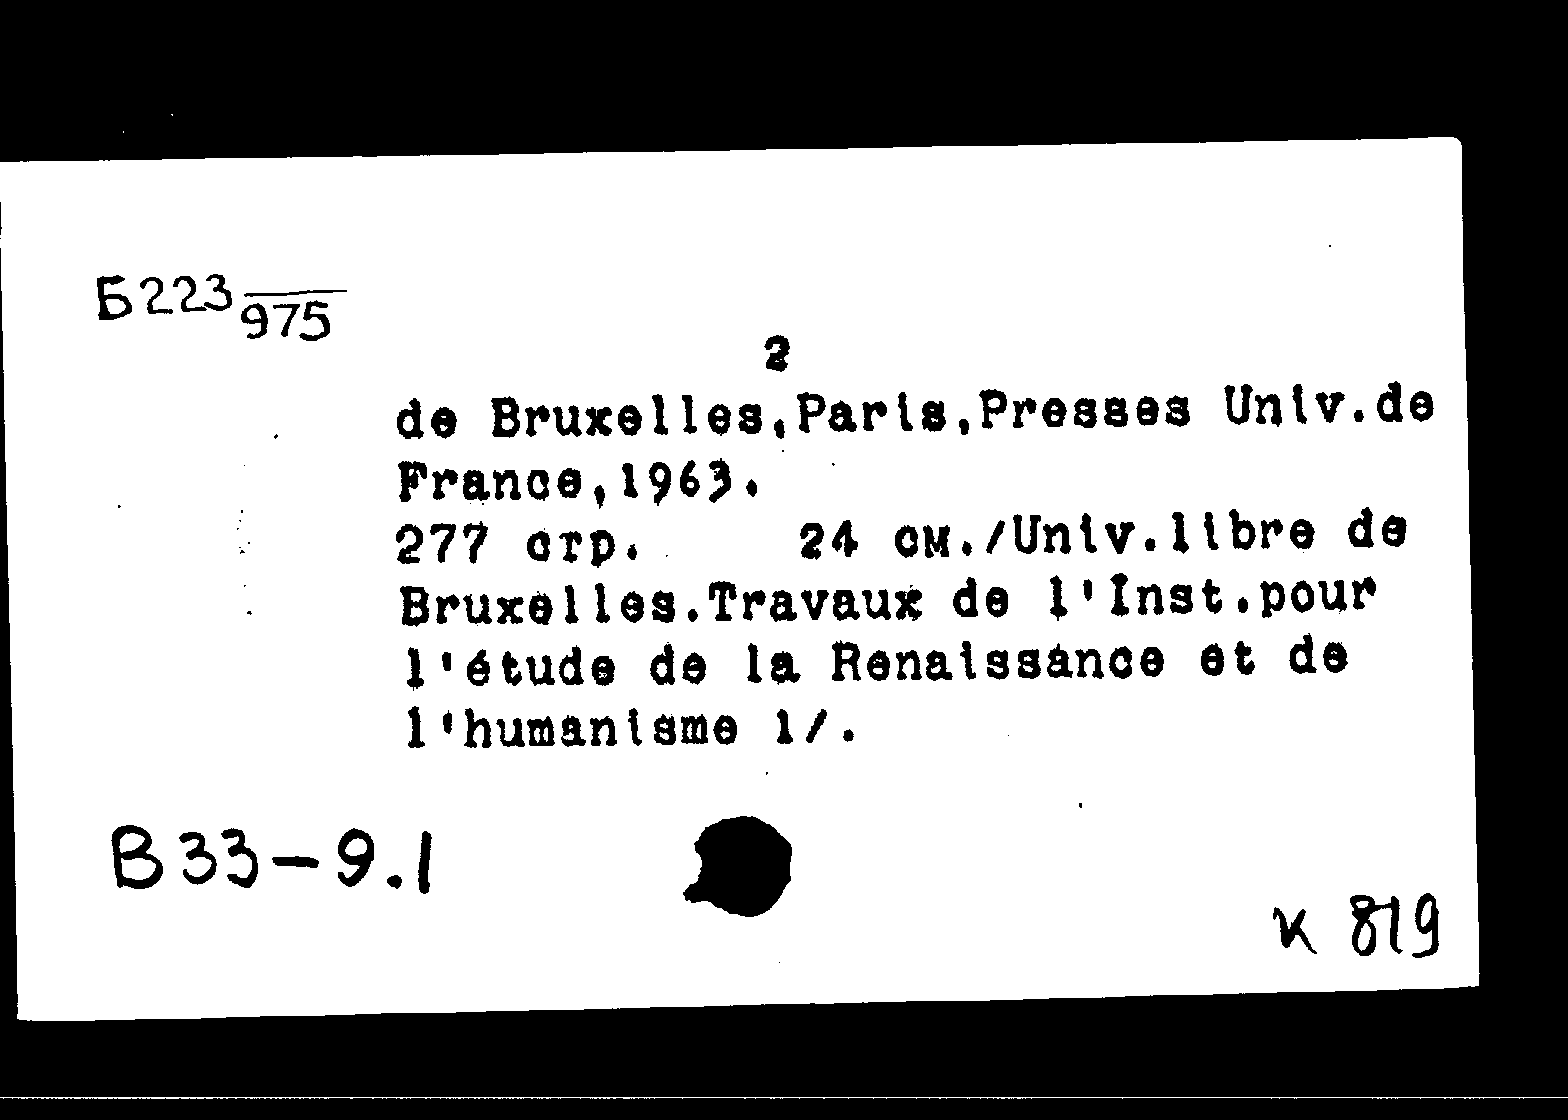 Б223 975
2
de Bruxelles,Paris,Presses Univ.de
France,1963.
277 стр. 24 см./Univ.libre de
Bruxelles.Travaux de l'Inst.pour
l'étude de la Renaissance et de
l'humanisme 1/.
B33-9.1
к 819